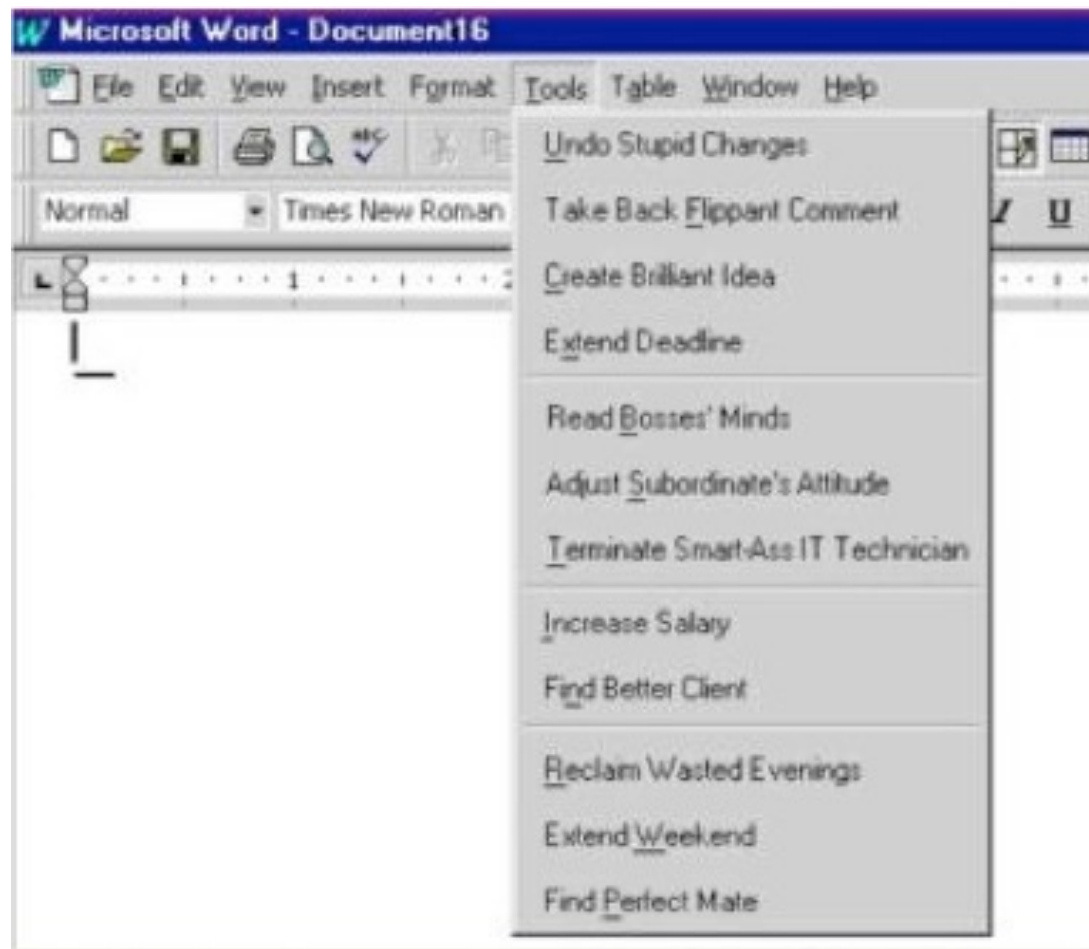 Microsoft Word - Document16
File Edit View Insert Format Tools Table Window Help
Undo Stupid Changes
Normal Times New Roman I U
Take Back Flippant Comment
1 2
Create Brilliant Idea
Extend Deadline
Read Bosses' Minds
Adjust Subordinate's Attitude
Terminate Smart-Ass IT Technician
Increase Salary
Find Better Client
Reclaim Wasted Evenings
Extend Weekend
Find Perfect Mate